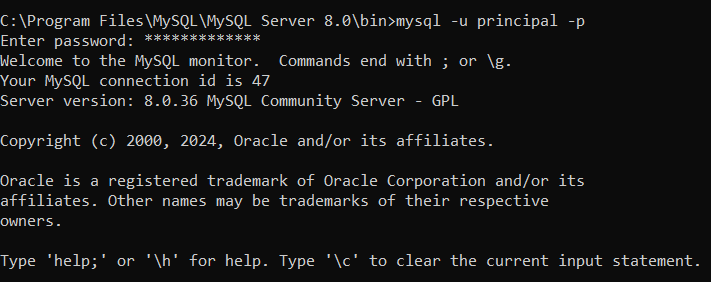 C:\Program Files\MySQL\MySQL Server 8.0\bin>mysql -u principal -p
Enter password: *************
Welcome to the MySQL monitor.  Commands end with ; or \g.
Your MySQL connection id is 47
Server version: 8.0.36 MySQL Community Server - GPL

Copyright (c) 2000, 2024, Oracle and/or its affiliates.

Oracle is a registered trademark of Oracle Corporation and/or its
affiliates. Other names may be trademarks of their respective
owners.

Type 'help;' or '\h' for help. Type '\c' to clear the current input statement.